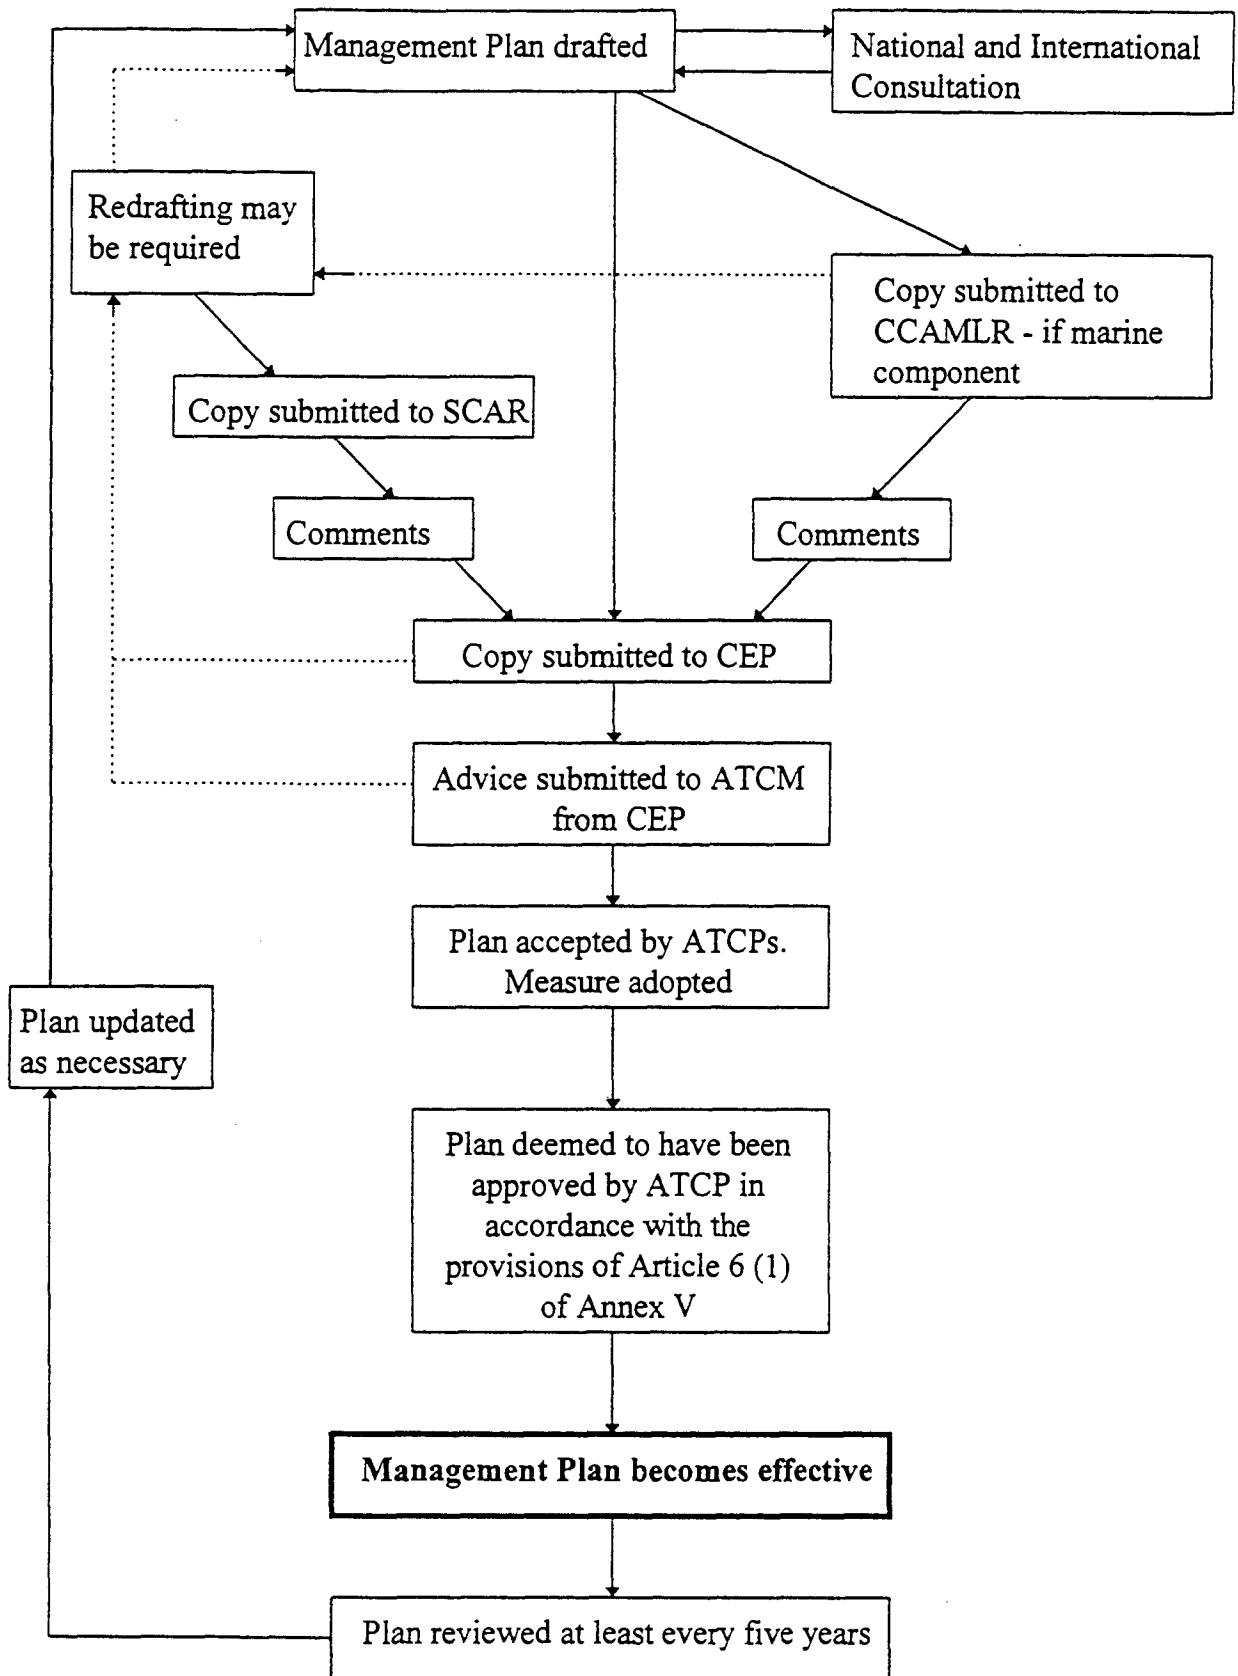 Management Plan drafted
National and International
Consultation
Redrafting may
be required
Copy submitted to
CCAMLR - if marine
component
Copy submitted to SCAR
Comments
Comments
Copy submitted to CEP
Advice submitted to ATCM
from CEP
Plan accepted by ATCPs.
Measure adopted
Plan updated
as necessary
Plan deemed to have been
approved by ATCP in
accordance with the
provisions of Article 6 (1)
of Annex V
Management Plan becomes effective
Plan reviewed at least every five years